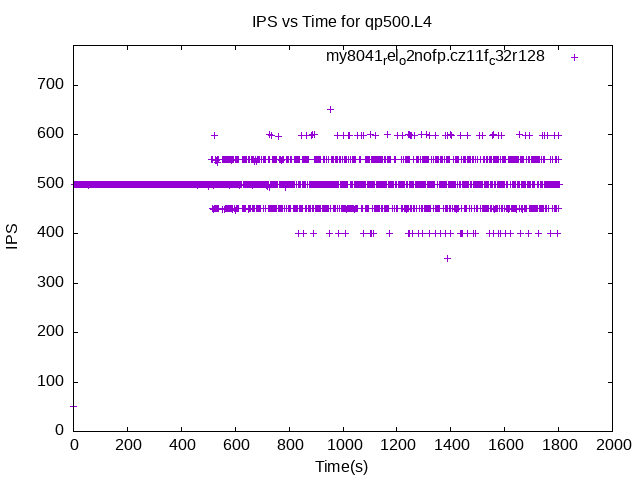 IPS vs Time for qp500.L4
my8041relo2nofp.cz11fc32r128
700
600
500
400
300
200
100
0
IPS
0 200 400 600 800 1000 1200 1400 1600 1800 2000
Time(s)